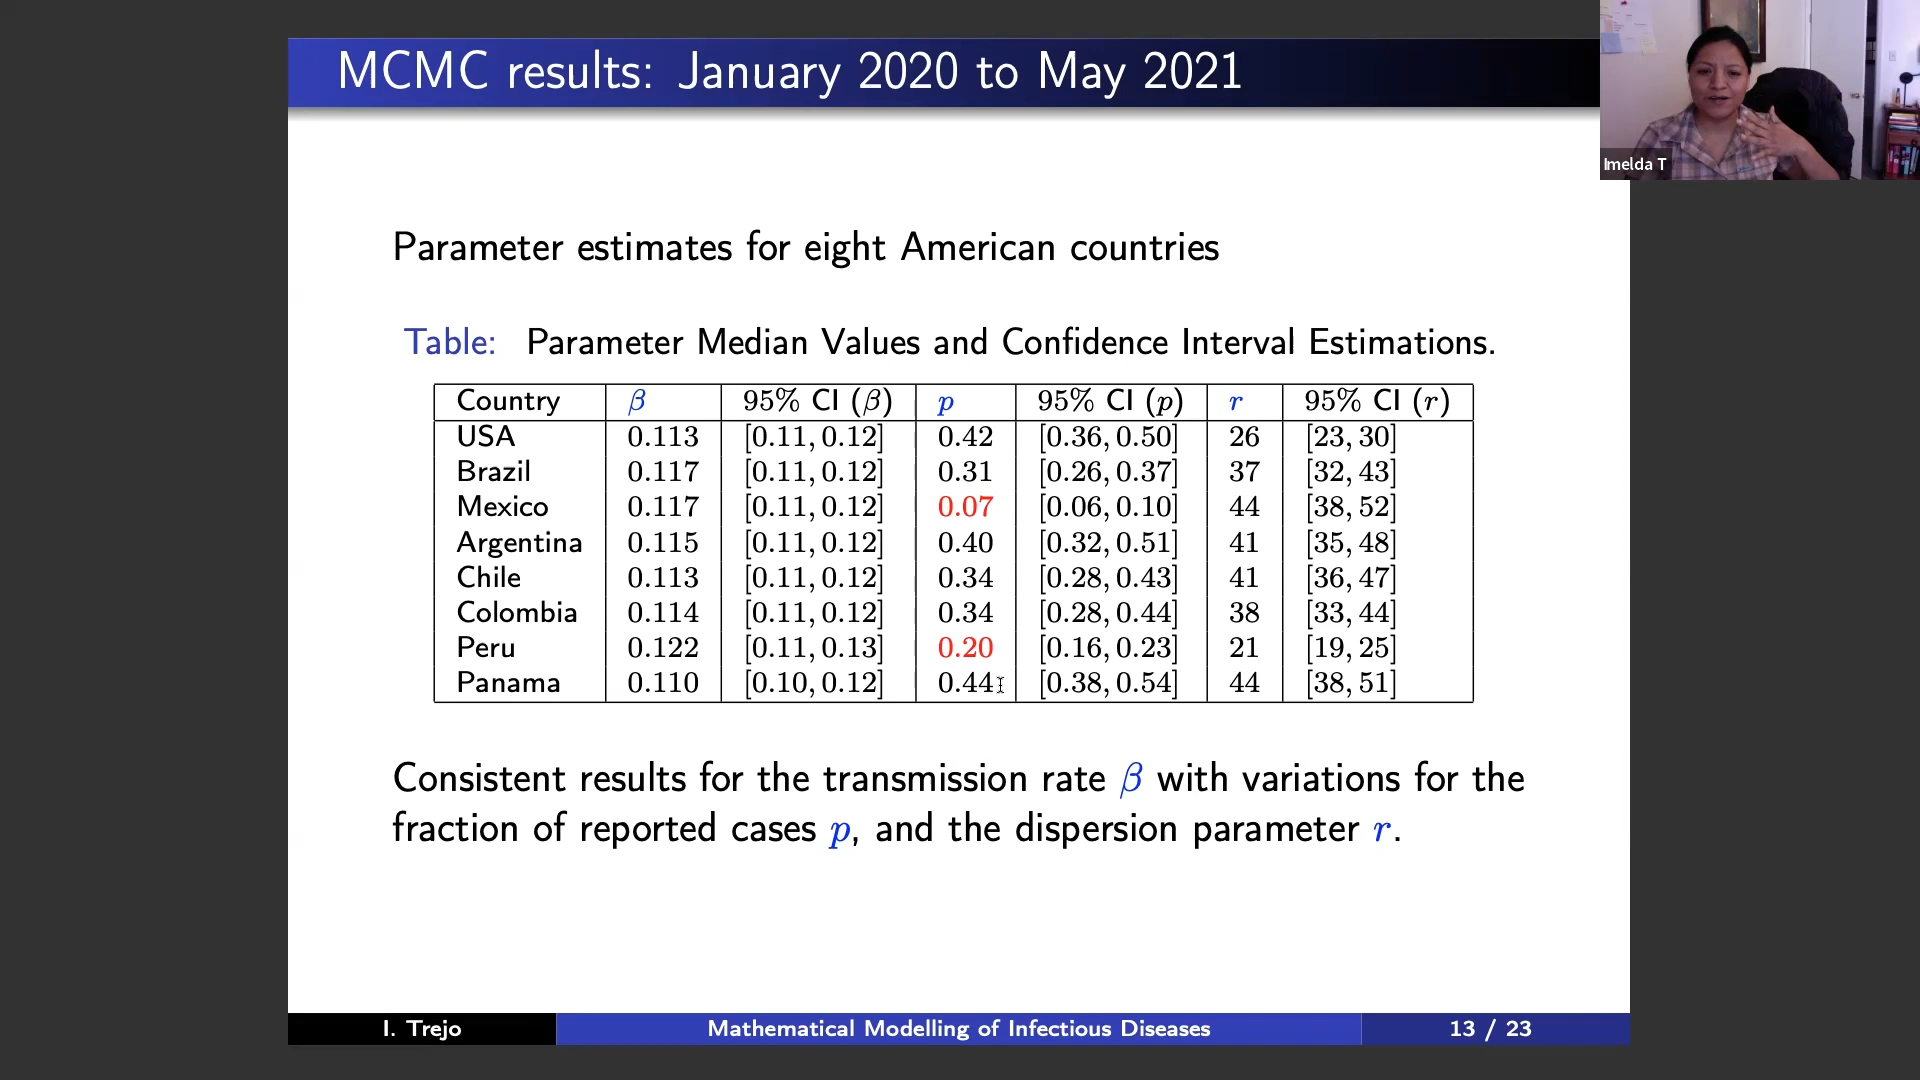 MCMC results: January 2020 to May 2021
Imelda T
Parameter estimates for eight American countries
Table: Parameter Median Values and Confidence Interval Estimations.
Country β 95% CI (β) p 95% CI (p) r 95% CI (r)
USA 0.113 [0.11, 0.12] 0.42 [0.36, 0.50] 26 [23, 30]
Brazil 0.117 [0.11, 0.12] 0.31 [0.26, 0.37] 37 [32, 43]
Mexico 0.117 [0.11, 0.12] 0.07 [0.06, 0.10] 44 [38, 52]
Argentina 0.115 [0.11, 0.12] 0.40 [0.32, 0.51] 41 [35, 48]
Chile 0.113 [0.11, 0.12] 0.34 [0.28, 0.43] 41 [36, 47]
Colombia 0.114 [0.11, 0.12] 0.34 [0.28, 0.44] 38 [33, 44]
Peru 0.122 [0.11, 0.13] 0.20 [0.16, 0.23] 21 [19, 25]
Panama 0.110 [0.10, 0.12] 0.44 [0.38, 0.54] 44 [38, 51]
Consistent results for the transmission rate β with variations for the
fraction of reported cases p, and the dispersion parameter r.
I. Trejo Mathematical Modelling of Infectious Diseases 13 / 23